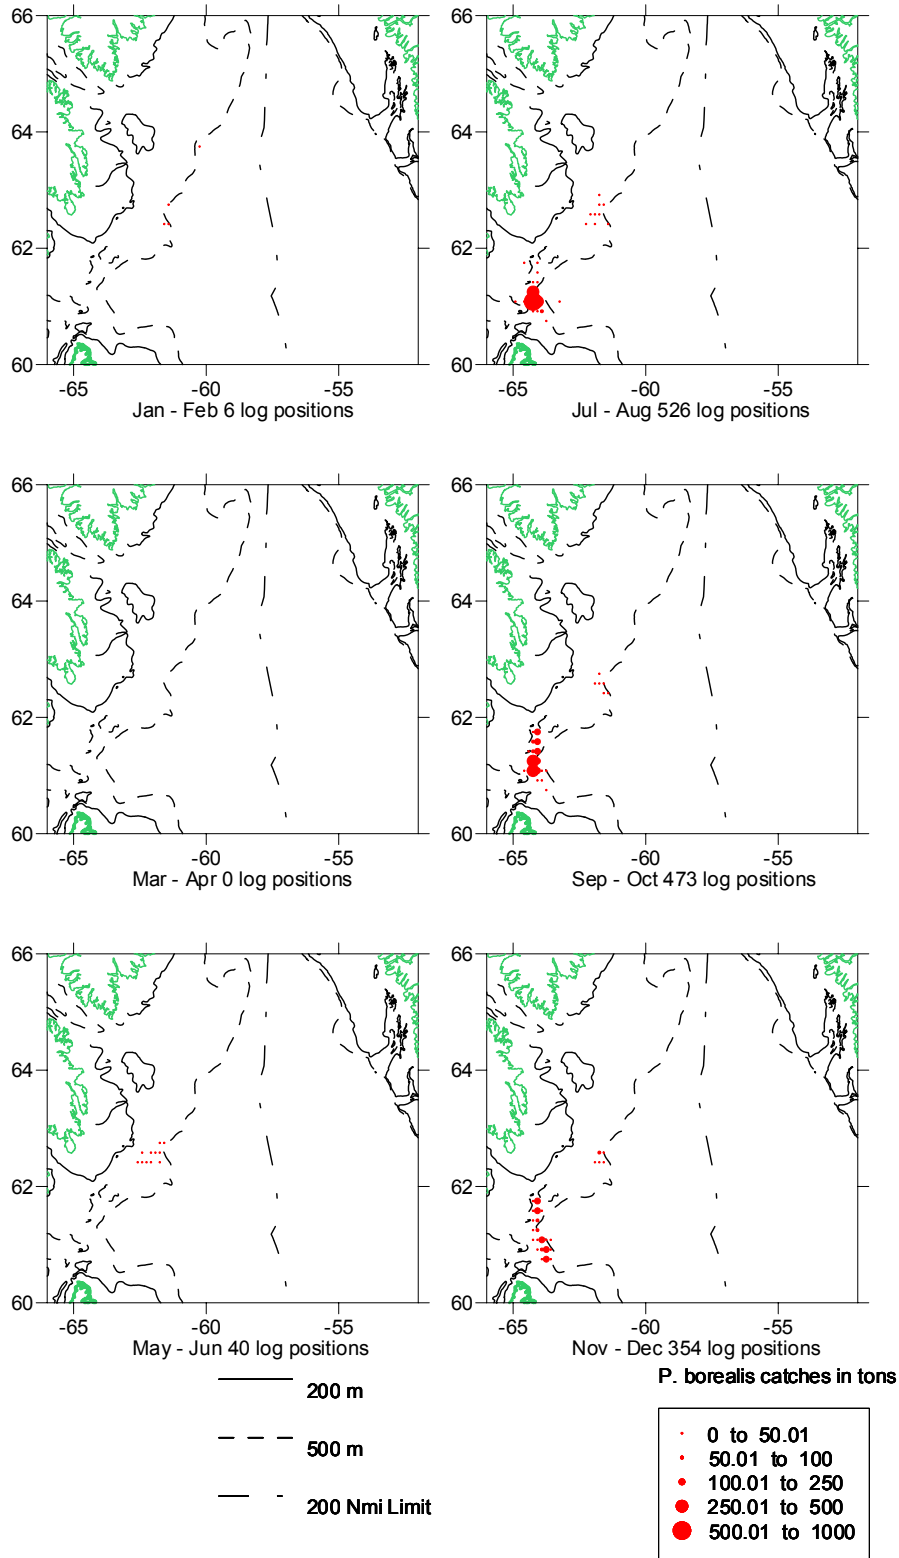 66
64
62
60
-65 -60 -55
Jan - Feb 6 log positions
66
64
62
60
-65 -60 -55
Jul - Aug 526 log positions
66
64
62
60
-65 -60 -55
Mar - Apr 0 log positions
66
64
62
60
-65 -60 -55
Sep - Oct 473 log positions
66
64
62
60
-65 -60 -55
May - Jun 40 log positions
66
64
62
60
-65 -60 -55
Nov - Dec 354 log positions
200 m
500 m
200 Nmi Limit
P. borealis catches in tons
0 to 50.01
50.01 to 100
100.01 to 250
250.01 to 500
500.01 to 1000